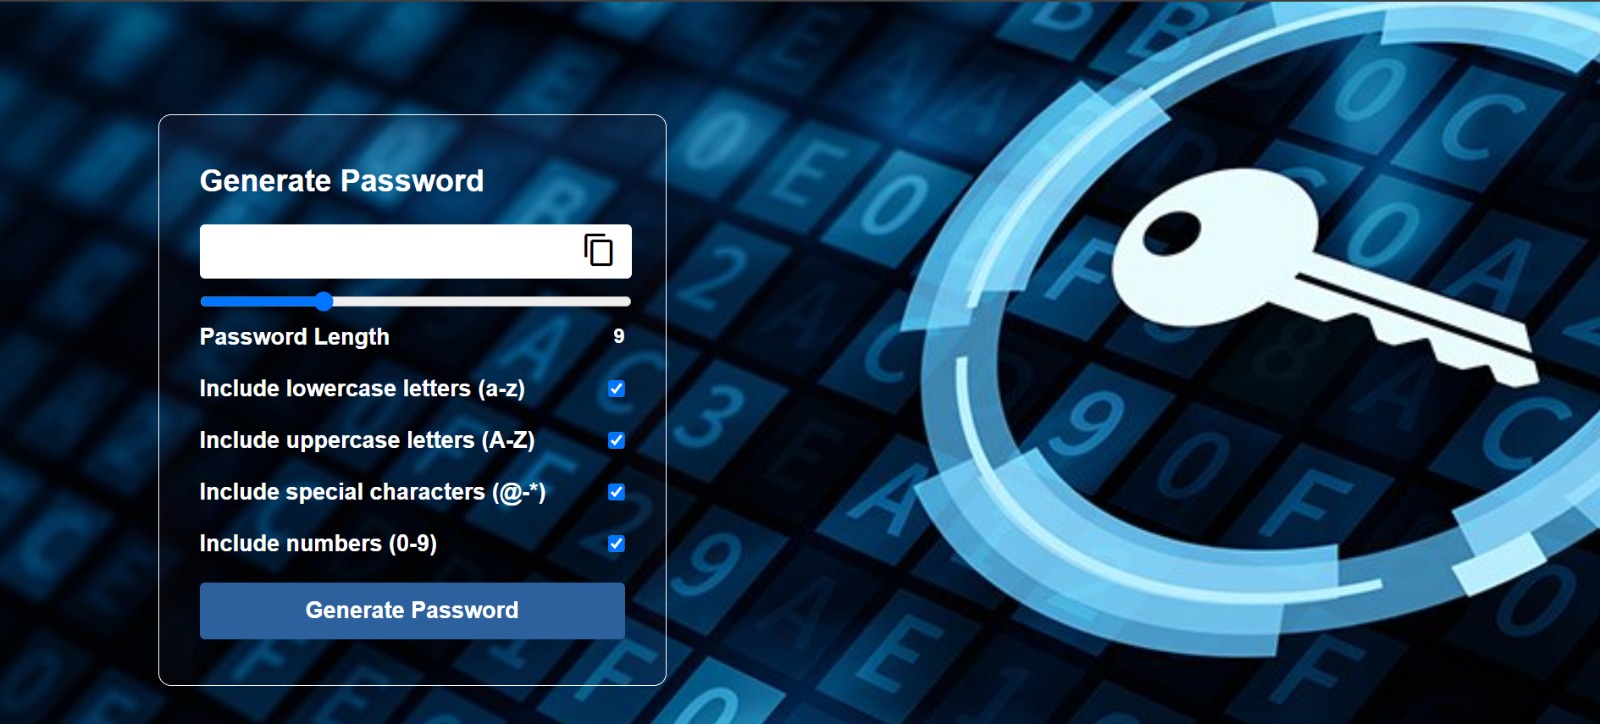 Generate Password
Password Length 9
Include lowercase letters (a-z)
Include uppercase letters (A-Z)
Include special characters (@-*)
Include numbers (0-9)
Generate Password